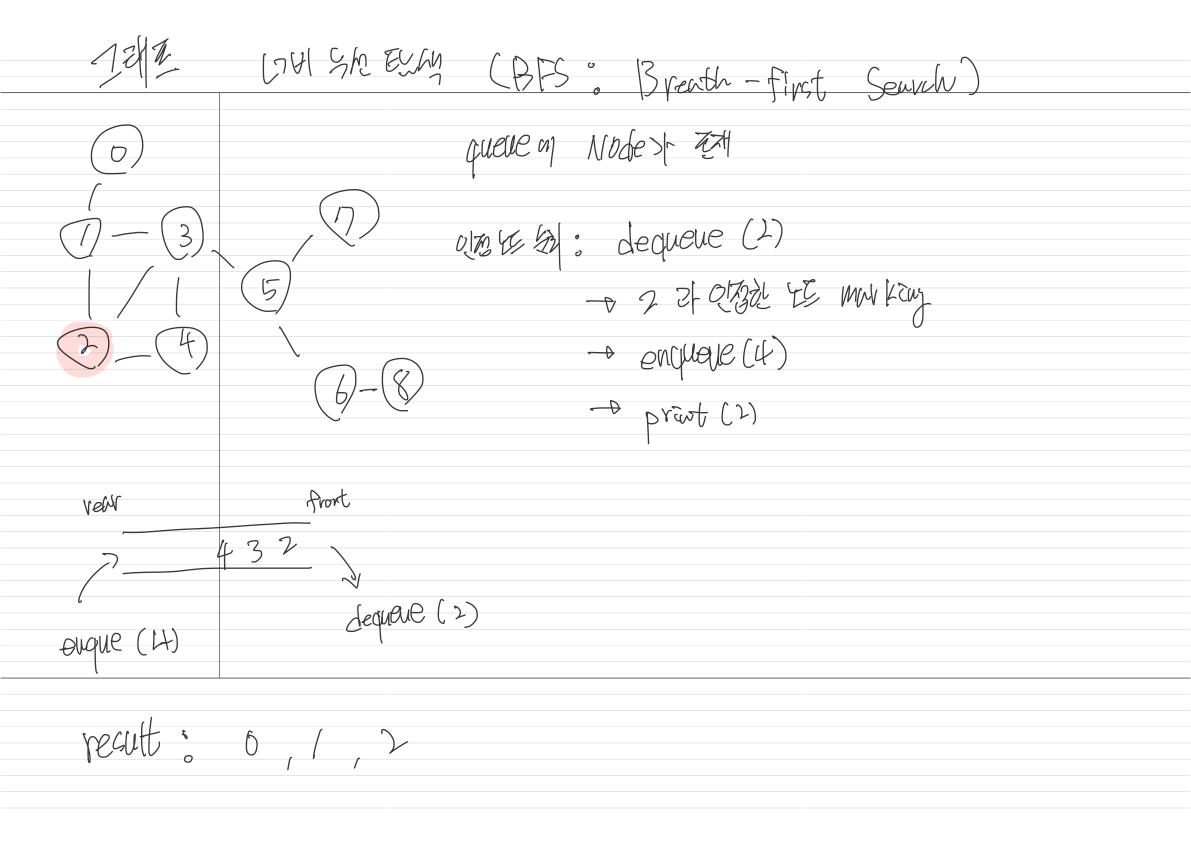 그래프 너비 우선 탐색 (BFS : Breath - first Search)
queue에 Node가 존재
0
1 3 7
5
2 4
6 8
인접 노드 논리 : dequeue (2)
→ 2 과 인접한 노드 marking
→ enqueue (4)
→ print (2)
rear front
4 3 2
dequeue (2)
enque (4)
result : 0 , 1 , 2